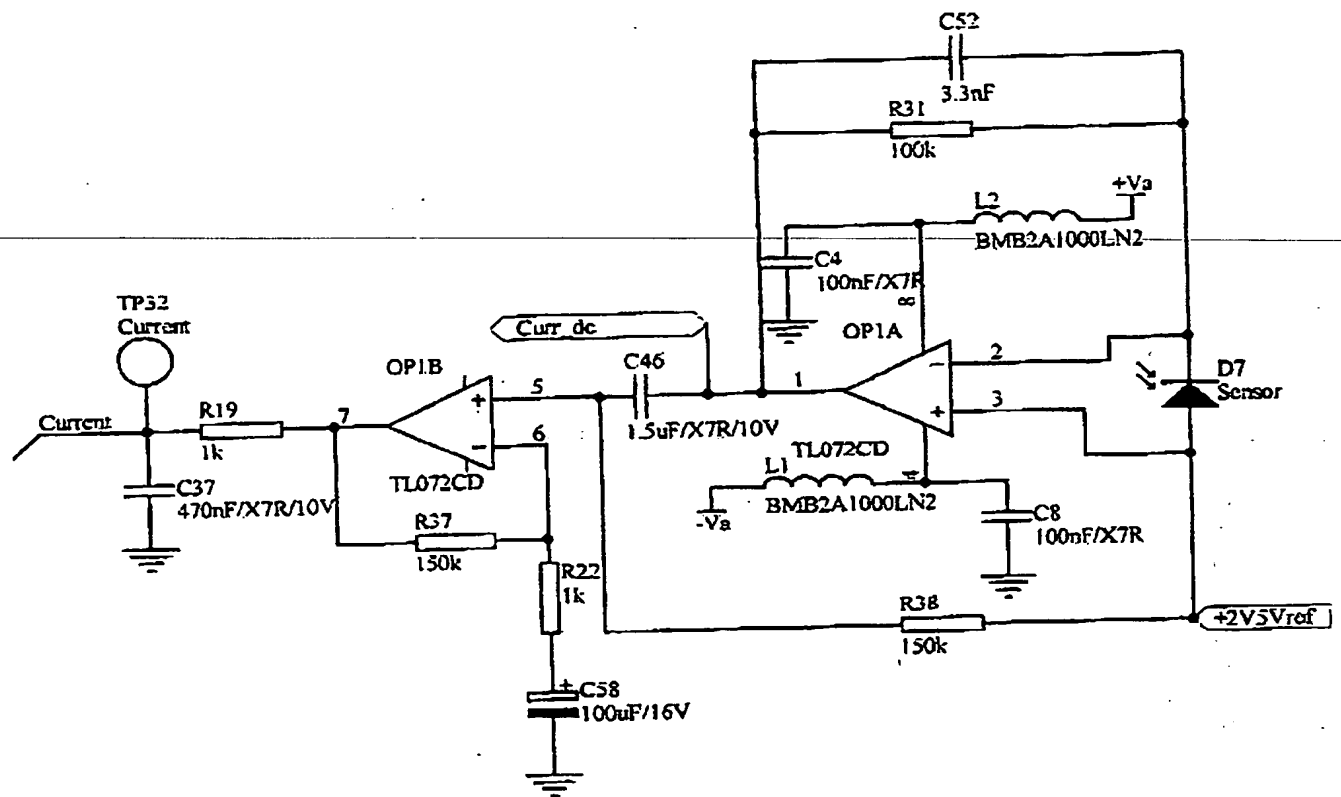 C52
3.3nF
R31
100k
+Va
L2
BMB2A1000LN2
C4
100nF/X7R
8
TP32
Current
Curr_dc
OP1A
OP1B
C46
1
2
3
D7
Sensor
5
6
7
R19
1k
Current
1.5uF/X7R/10V
TL072CD
TL072CD
L1
4
-Va
BMB2A1000LN2
C8
100nF/X7R
C37
470nF/X7R/10V
R37
150k
R22
1k
R38
150k
+2V5Vref
+
C58
100uF/16V